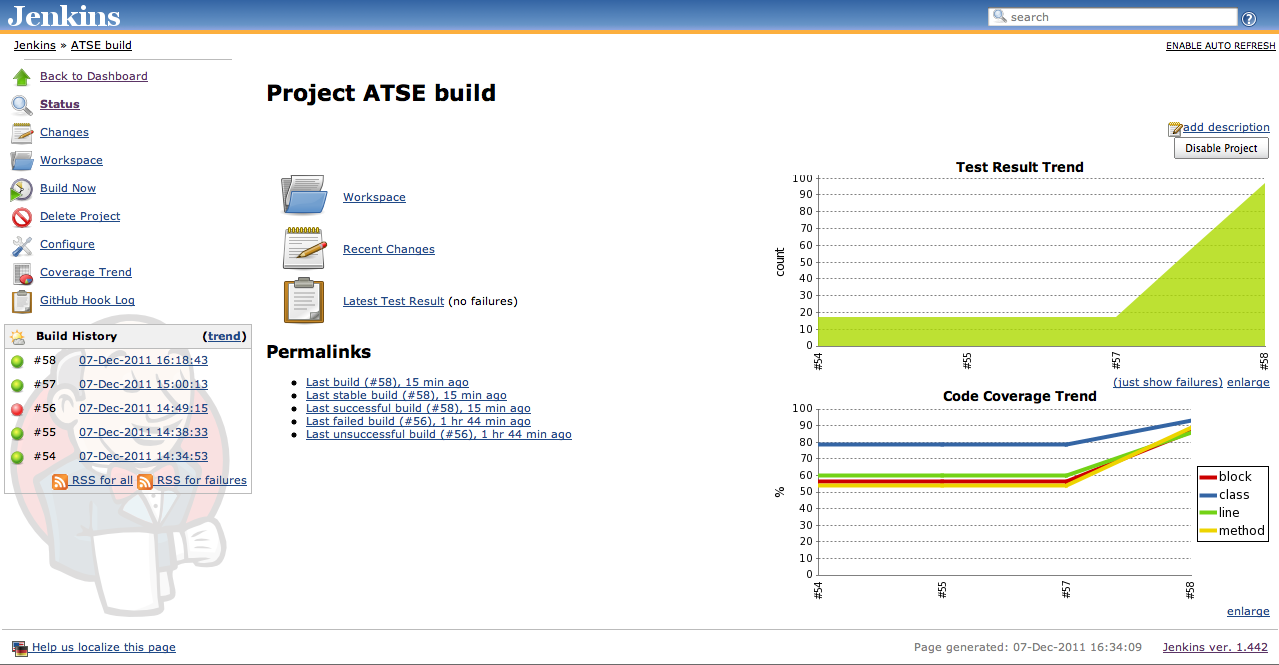 Jenkins
search
Jenkins » ATSE build
ENABLE AUTO REFRESH
Back to Dashboard
Status
Changes
Workspace
Build Now
Delete Project
Configure
Coverage Trend
GitHub Hook Log
Build History (trend)
#58 07-Dec-2011 16:18:43
#57 07-Dec-2011 15:00:13
#56 07-Dec-2011 14:49:15
#55 07-Dec-2011 14:38:33
#54 07-Dec-2011 14:34:53
RSS for all RSS for failures
Project ATSE build
add description
Disable Project
Workspace
Recent Changes
Latest Test Result (no failures)
Permalinks
Last build (#58), 15 min ago
Last stable build (#58), 15 min ago
Last successful build (#58), 15 min ago
Last failed build (#56), 1 hr 44 min ago
Last unsuccessful build (#56), 1 hr 44 min ago
Test Result Trend
100
90
80
70
60
50
40
30
20
10
0
count
#54 #55 #57 #58
(just show failures) enlarge
Code Coverage Trend
100
90
80
70
60
50
40
30
20
10
0
%
#54 #55 #57 #58
block
class
line
method
enlarge
Help us localize this page
Page generated: 07-Dec-2011 16:34:09 Jenkins ver. 1.442